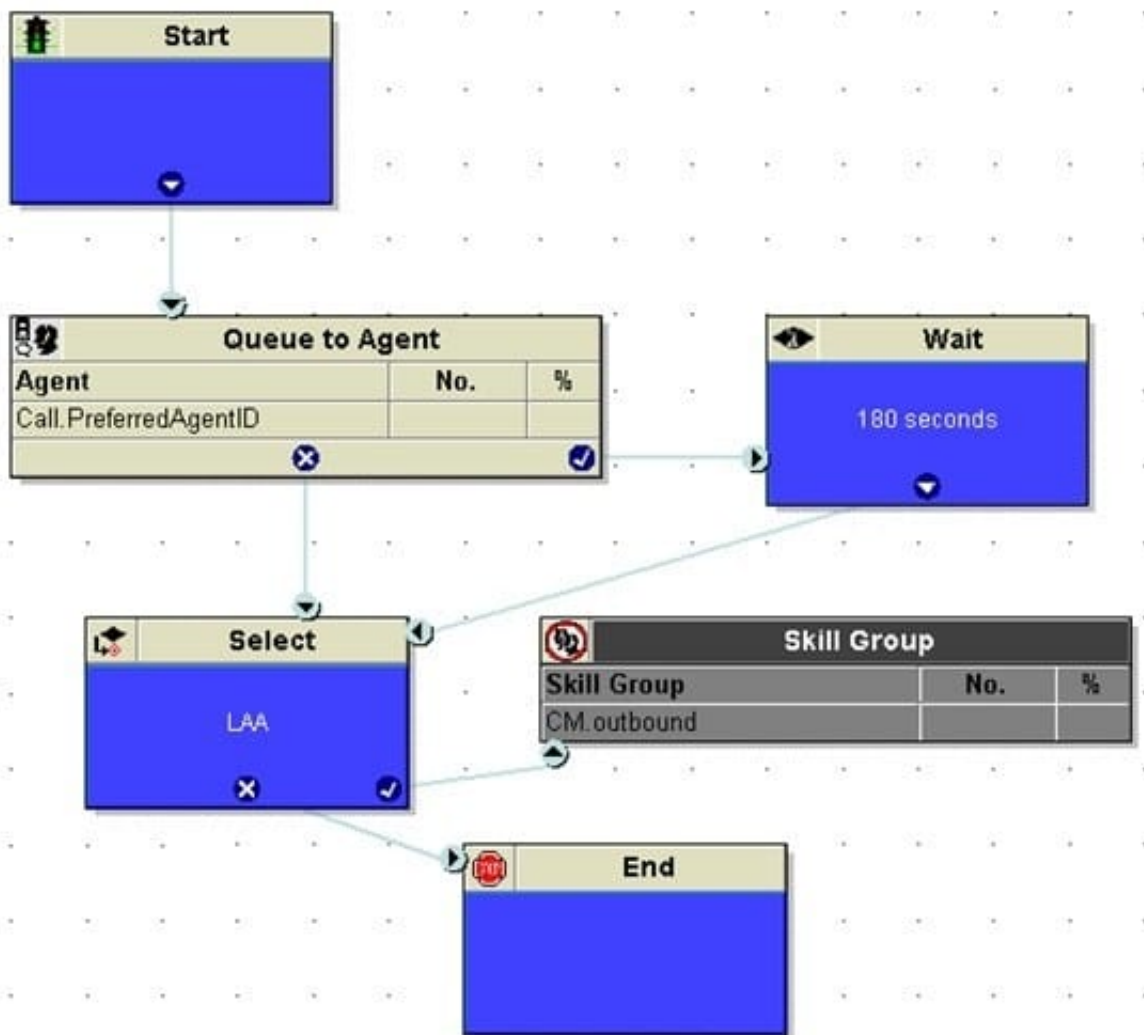 Start
Queue to Agent
Agent No. %
Call.PreferredAgentID
Wait
180 seconds
Select
LAA
Skill Group
Skill Group No. %
CM.outbound
End